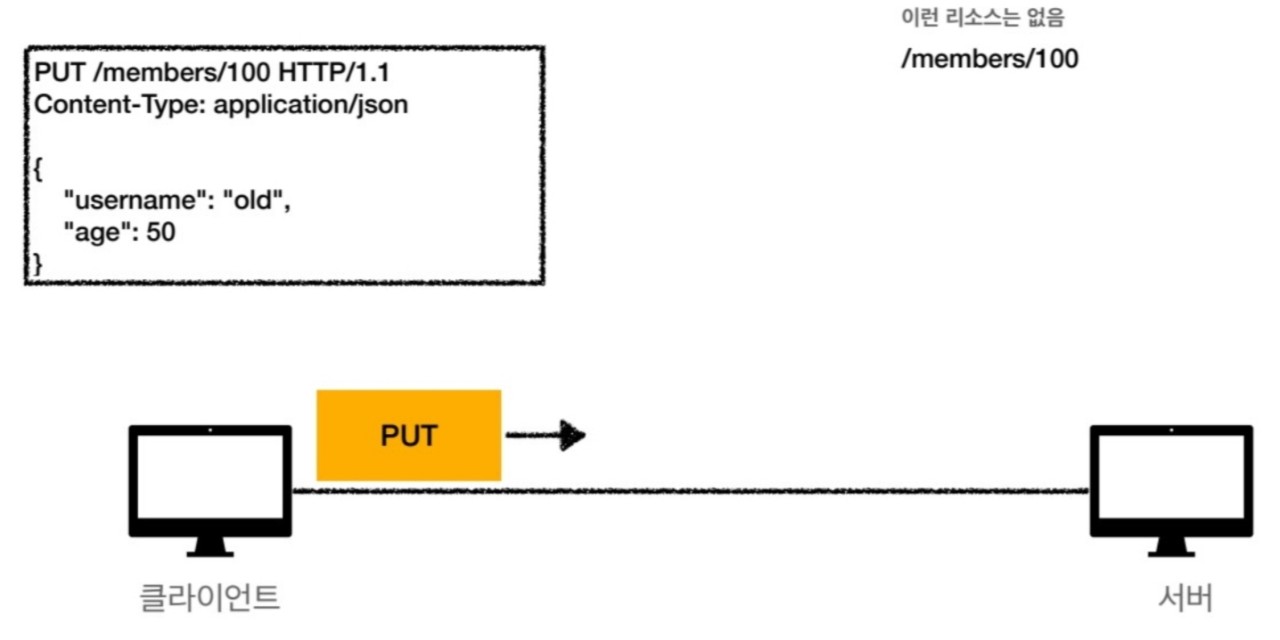 이런 리소스는 없음
/members/100
PUT /members/100 HTTP/1.1
Content-Type: application/json
{
"username": "old",
"age": 50
}
PUT
클라이언트
서버